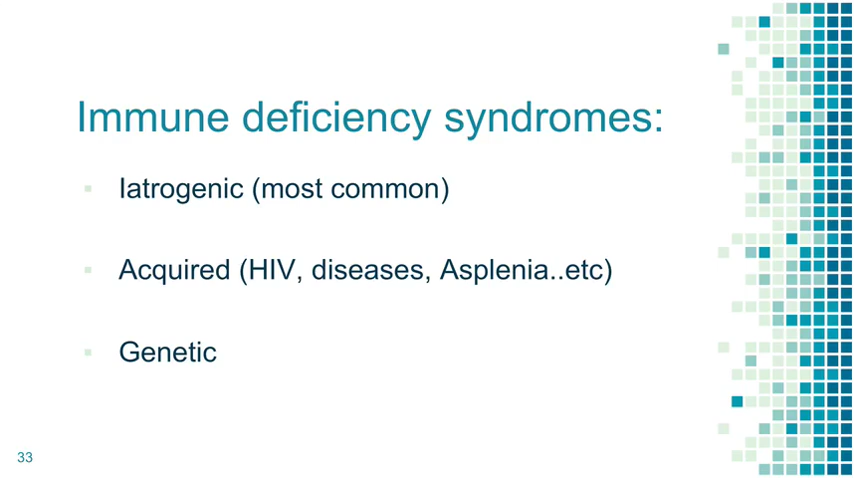 Immune deficiency syndromes:
▪ Iatrogenic (most common)
▪ Acquired (HIV, diseases, Asplenia..etc)
▪ Genetic
33